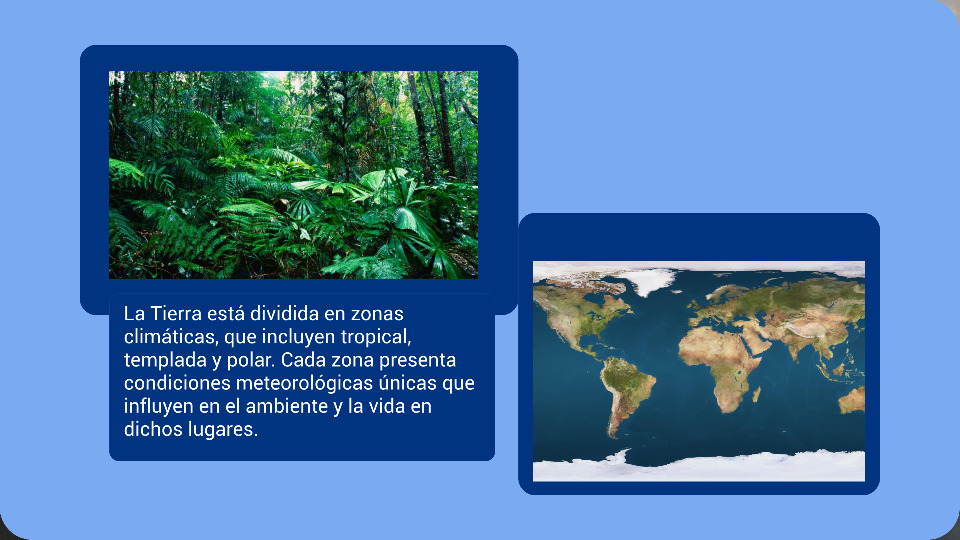 La Tierra está dividida en zonas
climáticas, que incluyen tropical,
templada y polar. Cada zona presenta
condiciones meteorológicas únicas que
influyen en el ambiente y la vida en
dichos lugares.